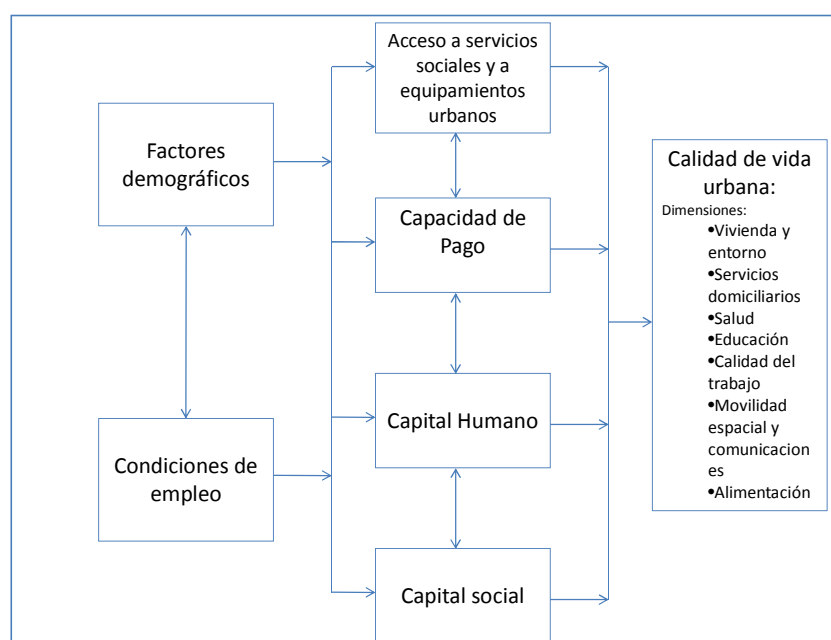 Acceso a servicios
sociales y a
equipamientos
urbanos
Factores
demográficos
Capacidad de
Pago
Calidad de vida
urbana:
Dimensiones:
•Vivienda y
entorno
•Servicios
domiciliarios
•Salud
•Educación
•Calidad del
trabajo
•Movilidad
espacial y
comunicacion
es
•Alimentación
Capital Humano
Condiciones de
empleo
Capital social